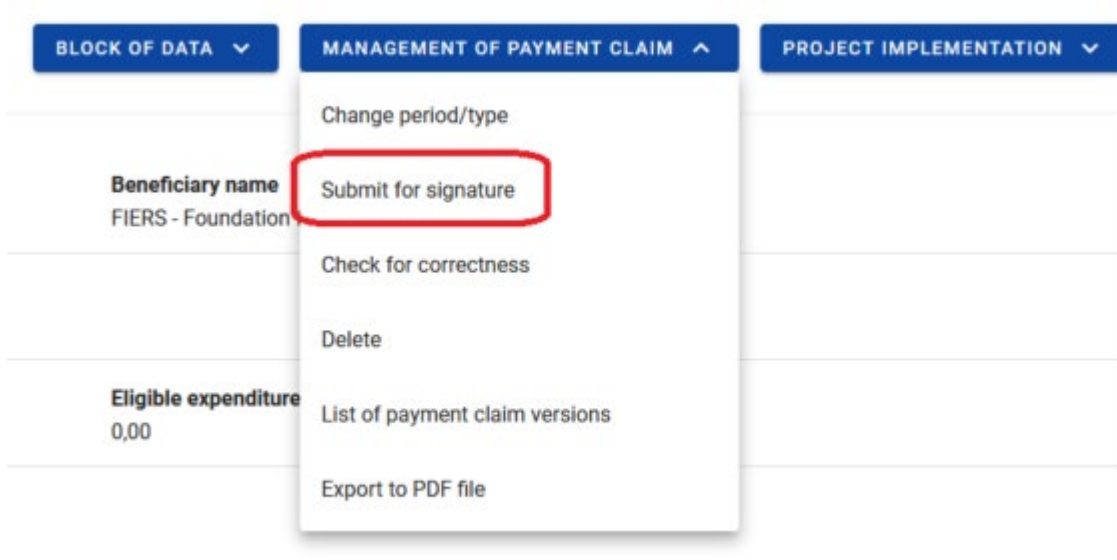 BLOCK OF DATA
MANAGEMENT OF PAYMENT CLAIM
PROJECT IMPLEMENTATION
Change period/type
Beneficiary name
Submit for signature
FIERS - Foundation
Check for correctness
Delete
Eligible expenditure
List of payment claim versions
0,00
Export to PDF file